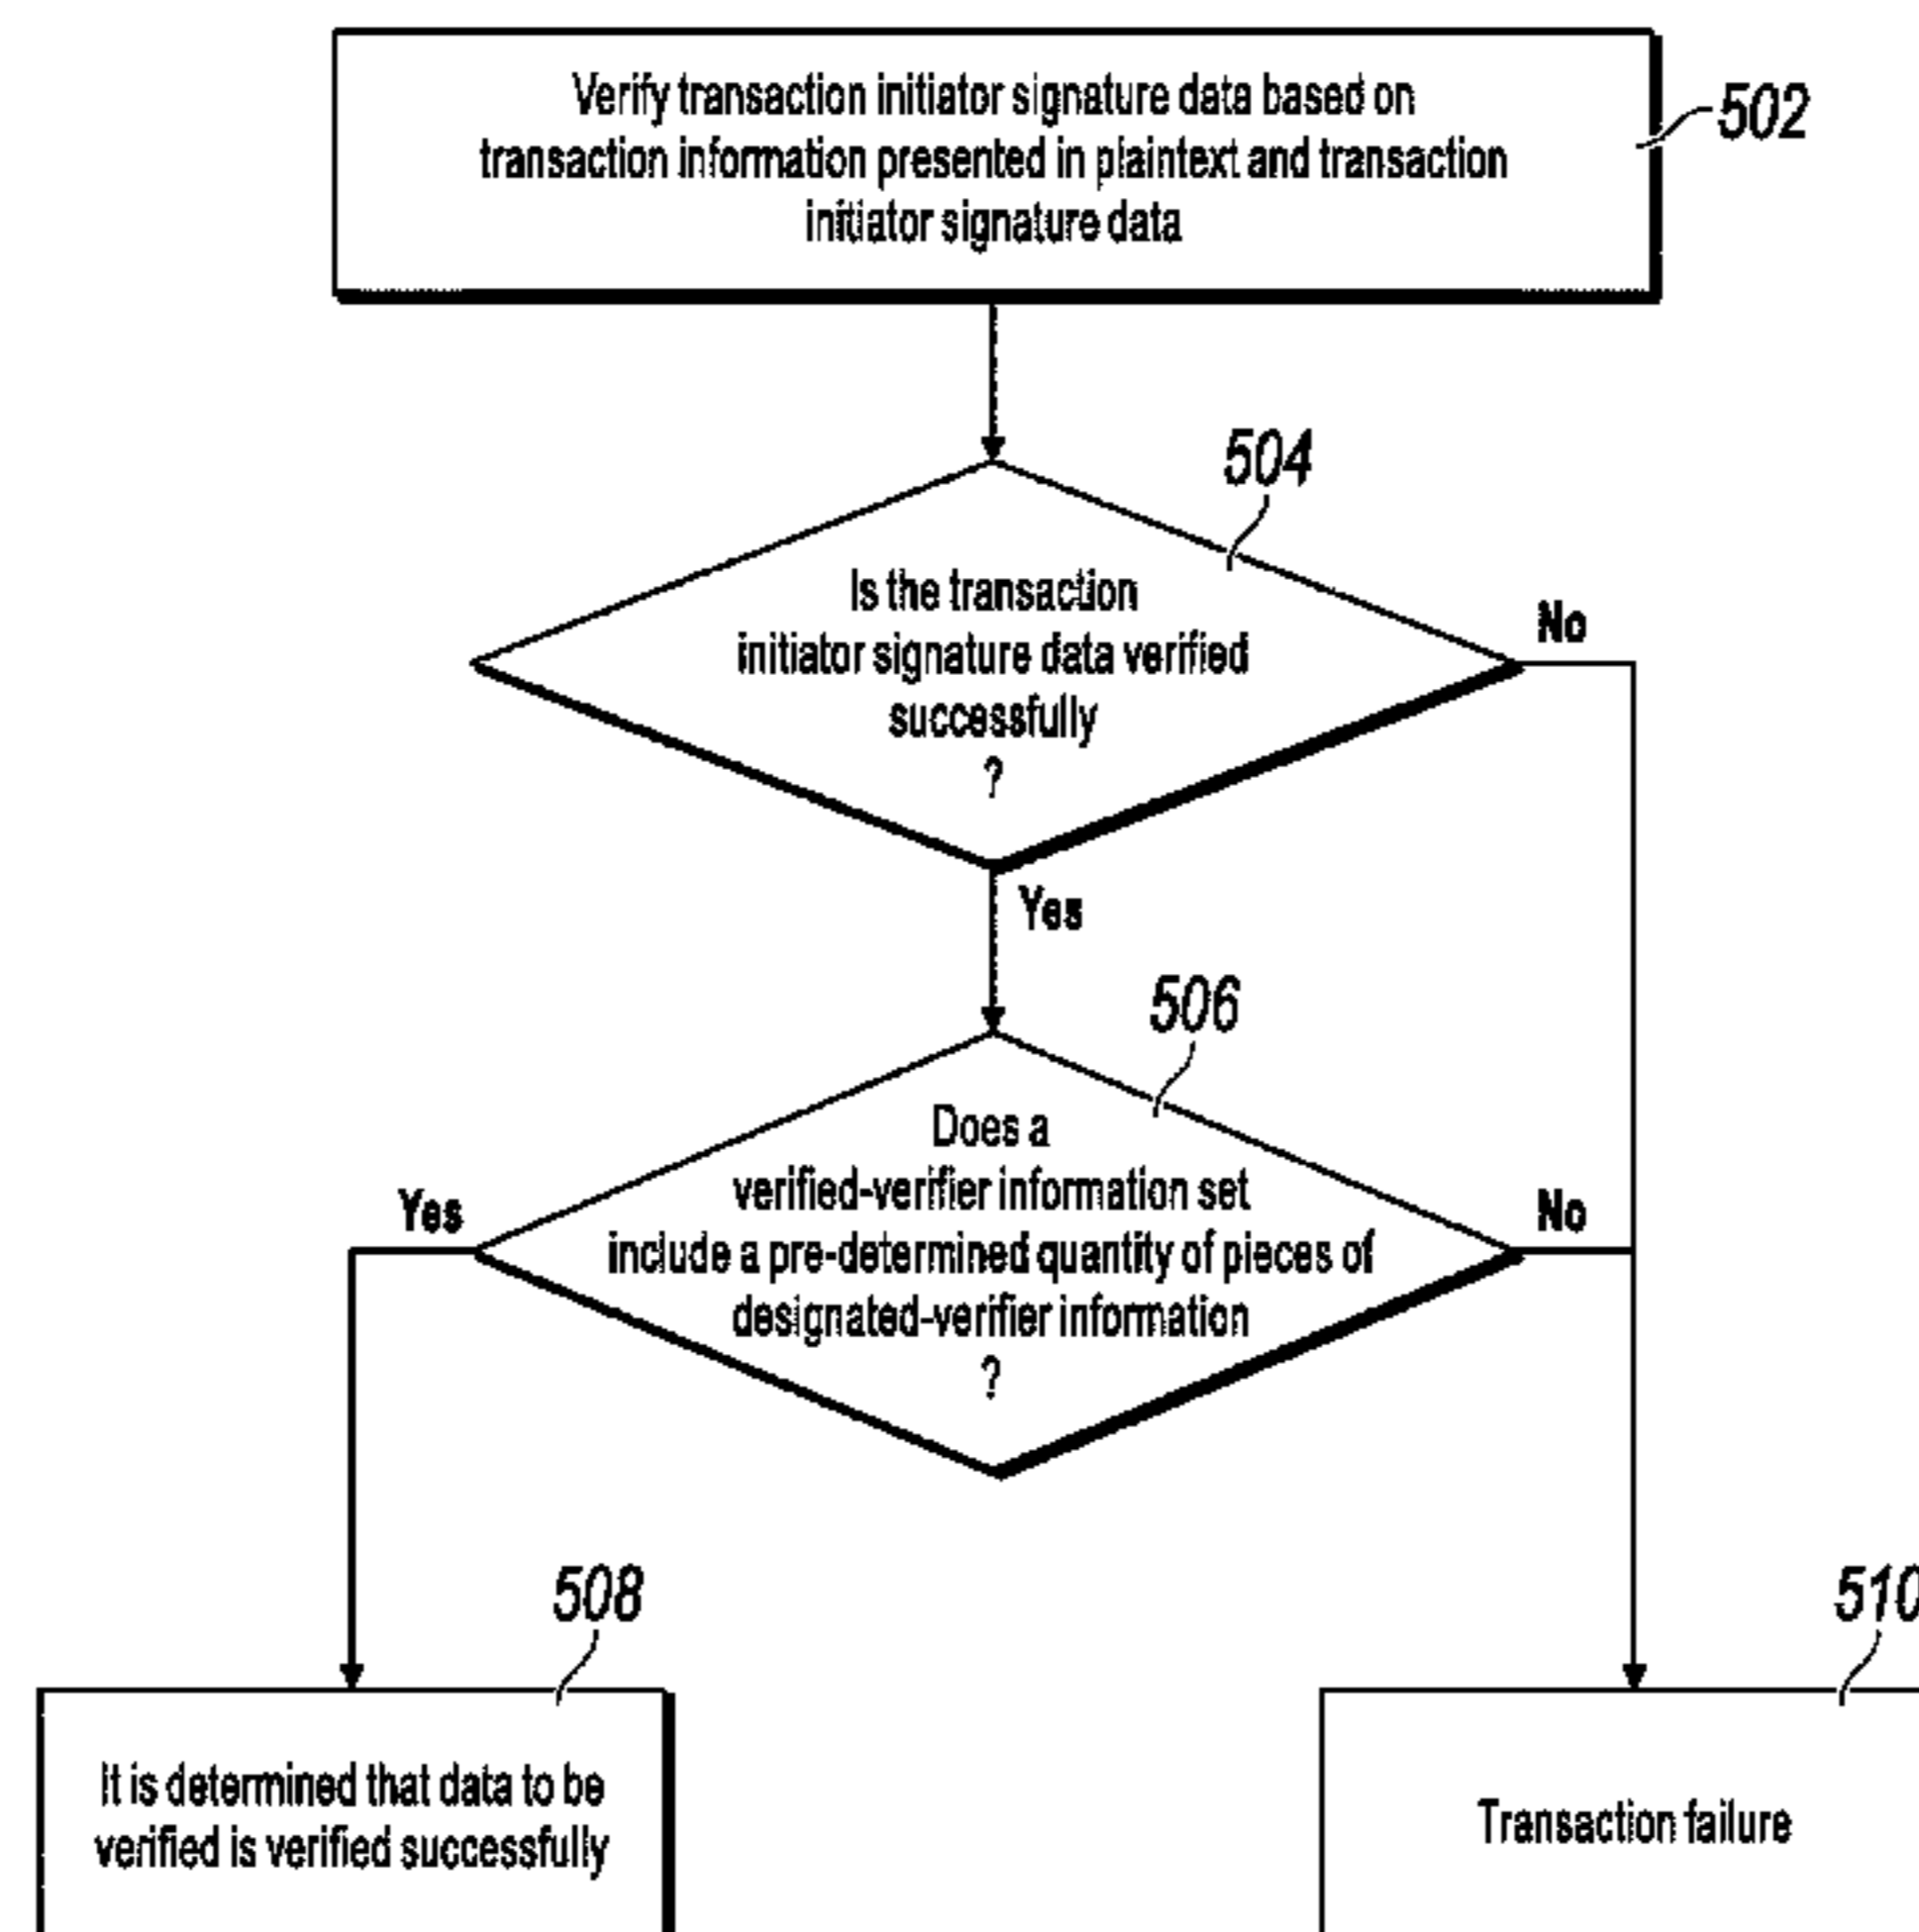 Verify transaction initiator signature data based on
transaction information presented in plaintext and transaction
initiator signature data
502
504
Is the transaction
initiator signature data verified
successfully
?
No
Yes
506
Does a
verified-verifier information set
include a pre-determined quantity of pieces of
designated-verifier information
?
Yes
No
508
510
It is determined that data to be
verified is verified successfully
Transaction failure